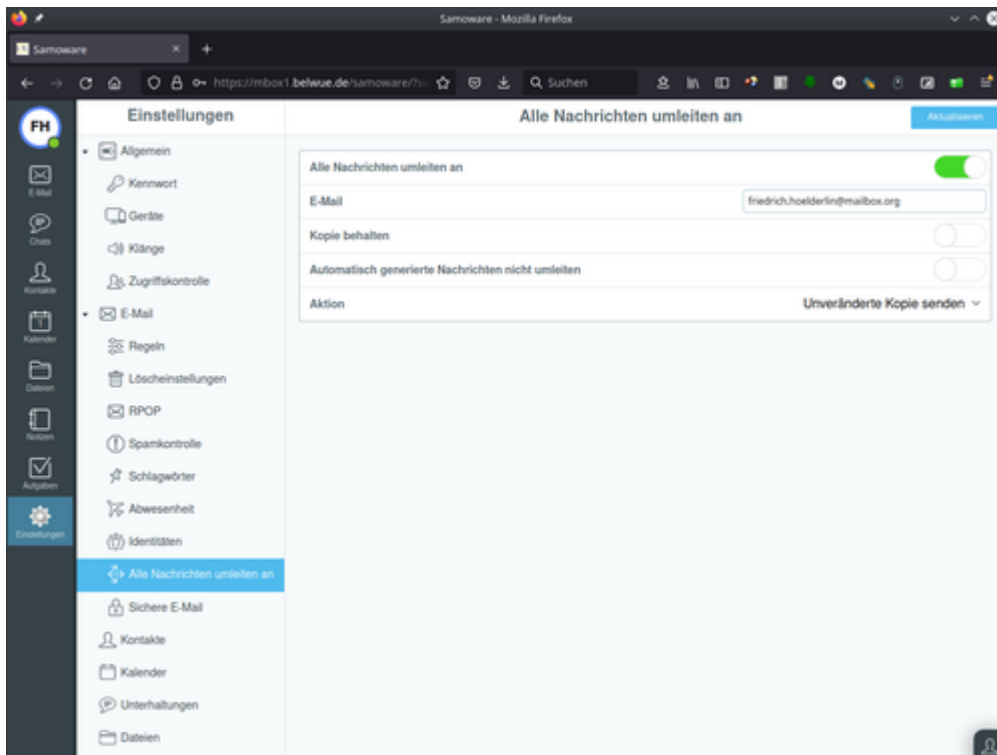 Samoware - Mozilla Firefox
Samoware
https://mbox1.belwue.de/samoware/?si
Suchen
FH
E-Mail
Chats
Kontakte
Kalender
Dateien
Notizen
Aufgaben
Einstellungen
Einstellungen
Allgemein
Kennwort
Geräte
Klänge
Zugriffskontrolle
E-Mail
Regeln
Löscheinstellungen
RPOP
Spamkontrolle
Schlagwörter
Abwesenheit
Identitäten
Alle Nachrichten umleiten an
Sichere E-Mail
Kontakte
Kalender
Unterhaltungen
Dateien
Alle Nachrichten umleiten an
Aktualisieren
Alle Nachrichten umleiten an
E-Mail friedrich.hoelderlin@mailbox.org
Kopie behalten
Automatisch generierte Nachrichten nicht umleiten
Aktion Unveränderte Kopie senden